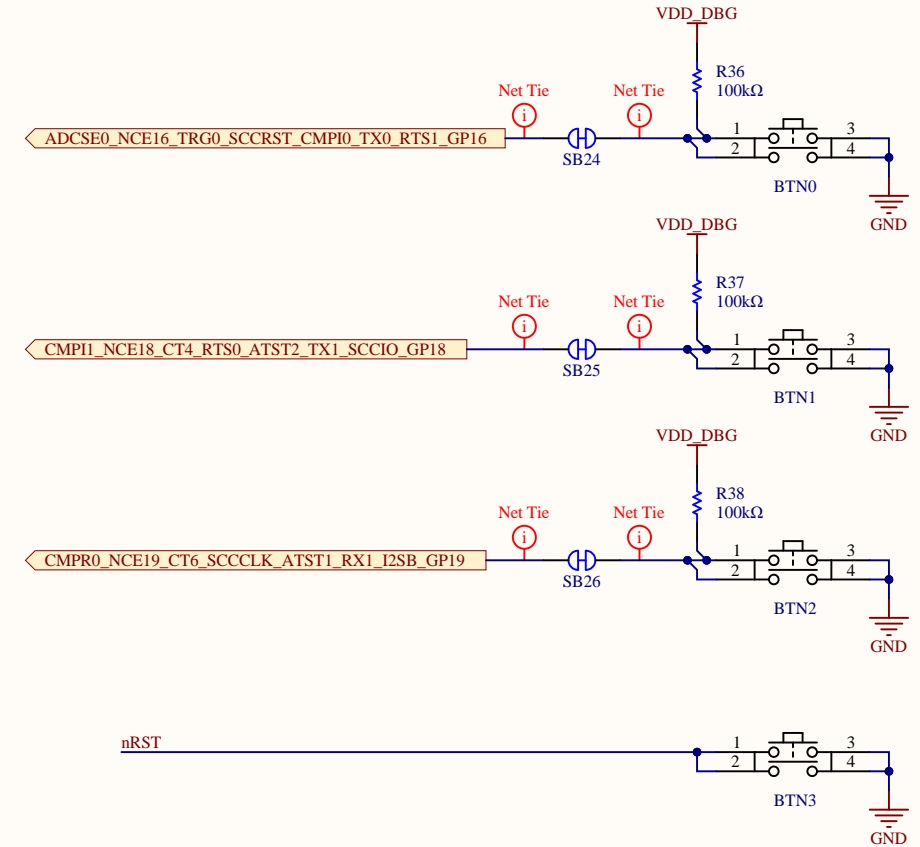 VDD_DBG
R36
100kΩ
Net Tie
Net Tie
i
i
ADCSE0_NCE16_TRG0_SCCRST_CMPI0_TX0_RTS1_GP16
SB24
1
2
3
4
BTN0
GND
VDD_DBG
R37
100kΩ
Net Tie
Net Tie
i
i
CMPI1_NCE18_CT4_RTS0_ATST2_TX1_SCCIO_GP18
SB25
1
2
3
4
BTN1
GND
VDD_DBG
R38
100kΩ
Net Tie
Net Tie
i
i
CMPR0_NCE19_CT6_SCCCLK_ATST1_RX1_I2SB_GP19
SB26
1
2
3
4
BTN2
GND
nRST
1
2
3
4
BTN3
GND